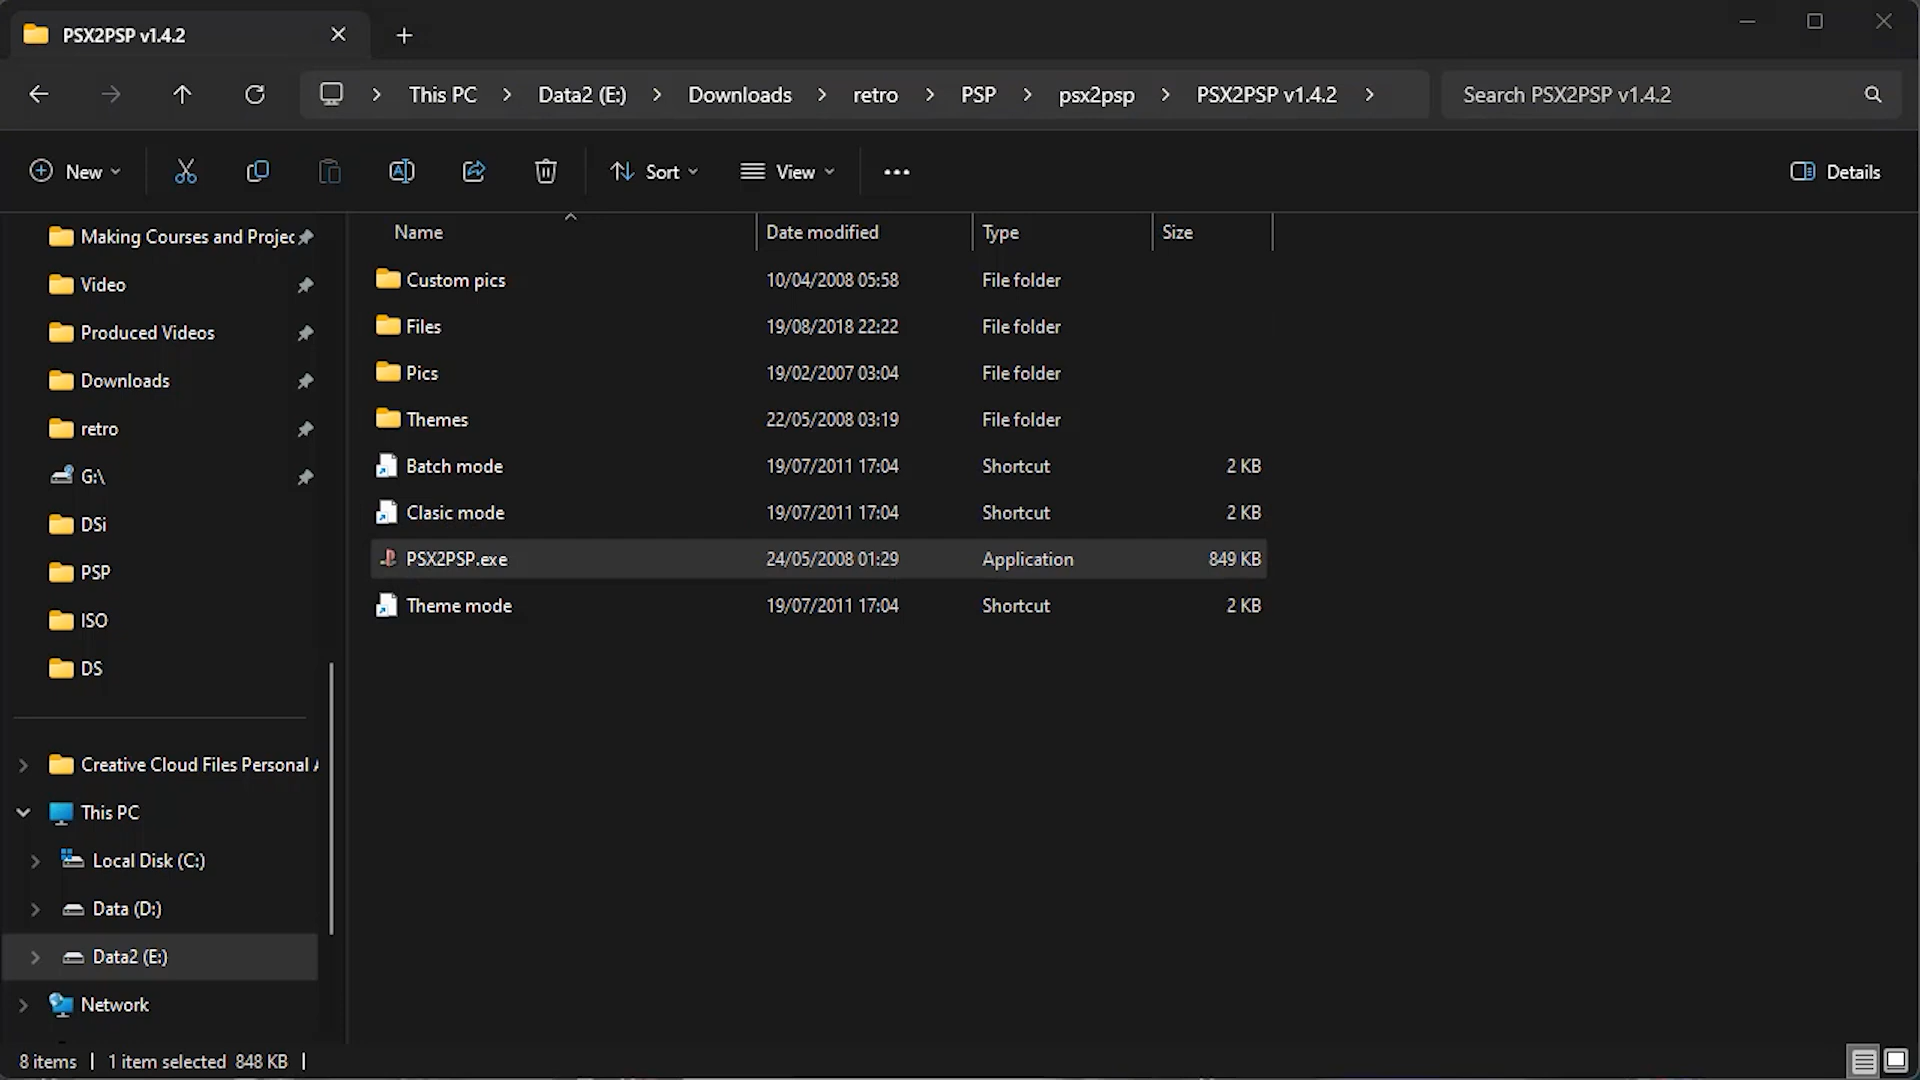 PSX2PSP v1.4.2
This PC > Data2 (E:) > Downloads > retro > PSP > psx2psp > PSX2PSP v1.4.2 >
Search PSX2PSP v1.4.2
New
Sort
View
Details
Making Courses and Projec
Video
Produced Videos
Downloads
retro
G:\
DSi
PSP
ISO
DS
Creative Cloud Files Personal A
This PC
Local Disk (C:)
Data (D:)
Data2 (E:)
Network
Name Date modified Type Size
Custom pics 10/04/2008 05:58 File folder
Files 19/08/2018 22:22 File folder
Pics 19/02/2007 03:04 File folder
Themes 22/05/2008 03:19 File folder
Batch mode 19/07/2011 17:04 Shortcut 2 KB
Clasic mode 19/07/2011 17:04 Shortcut 2 KB
PSX2PSP.exe 24/05/2008 01:29 Application 849 KB
Theme mode 19/07/2011 17:04 Shortcut 2 KB
8 items | 1 item selected 848 KB |